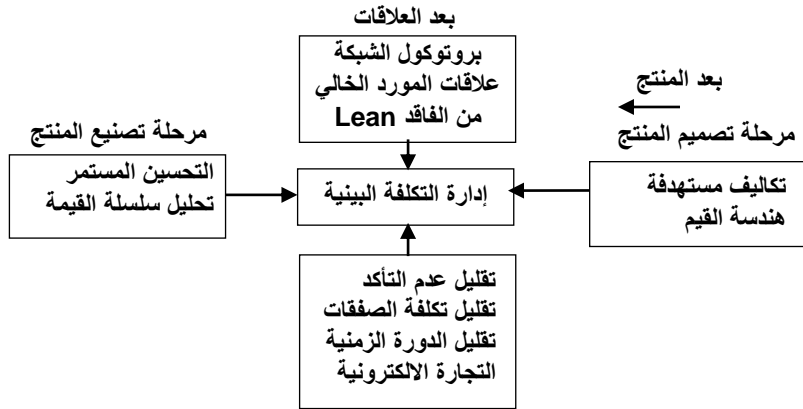 بعد العلاقات
بروتوكول الشبكة
علاقات المورد الخالي
من الفاقد Lean
بعد المنتج
مرحلة تصميم المنتج
تكاليف مستهدفة
هندسة القيم
إدارة التكلفة البينية
مرحلة تصنيع المنتج
التحسين المستمر
تحليل سلسلة القيمة
تقليل عدم التأكد
تقليل تكلفة الصفقات
تقليل الدورة الزمنية
التجارة الالكترونية